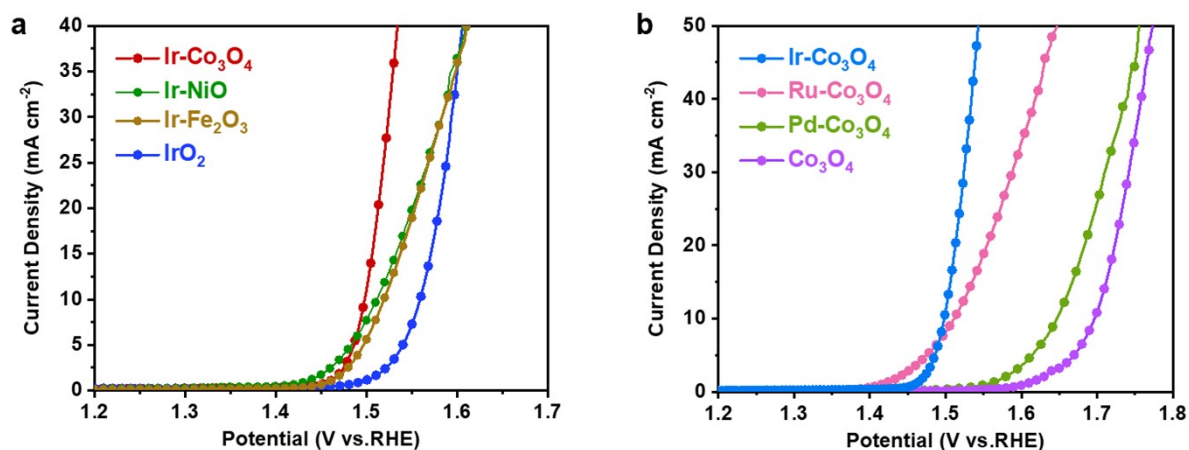 a
Ir-Co₃O₄
Ir-NiO
Ir-Fe₂O₃
IrO₂
Current Density (mA cm⁻²)
40
35
30
25
20
15
10
5
0
1.2 1.3 1.4 1.5 1.6 1.7
Potential (V vs.RHE)
b
Ir-Co₃O₄
Ru-Co₃O₄
Pd-Co₃O₄
Co₃O₄
Current Density (mA cm⁻²)
50
40
30
20
10
0
1.2 1.3 1.4 1.5 1.6 1.7 1.8
Potential (V vs.RHE)